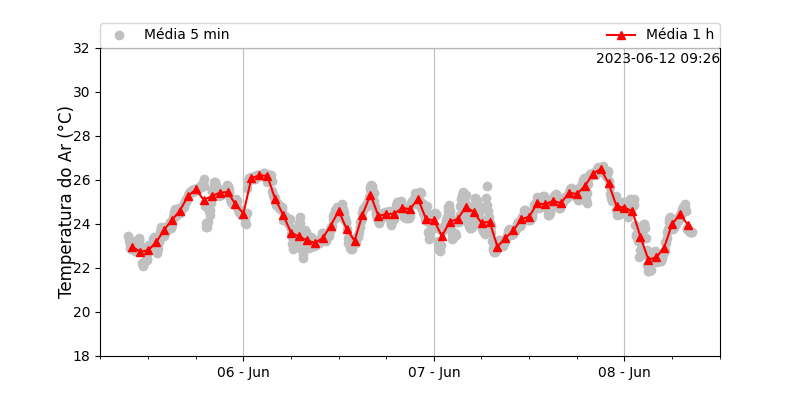 Média 5 min
Média 1 h
2023-06-12 09:26
Temperatura do Ar (°C)
32
30
28
26
24
22
20
18
06 - Jun
07 - Jun
08 - Jun